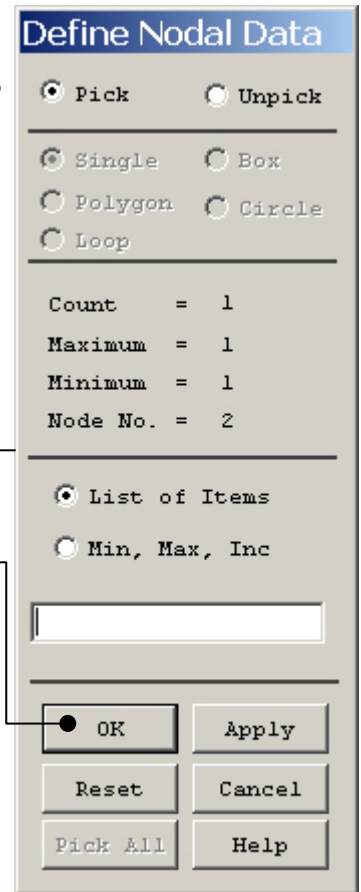 Define Nodal Data
Pick Unpick
Single Box
Polygon Circle
Loop
Count = 1
Maximum = 1
Minimum = 1
Node No. = 2
List of Items
Min, Max, Inc
OK Apply
Reset Cancel
Pick All Help